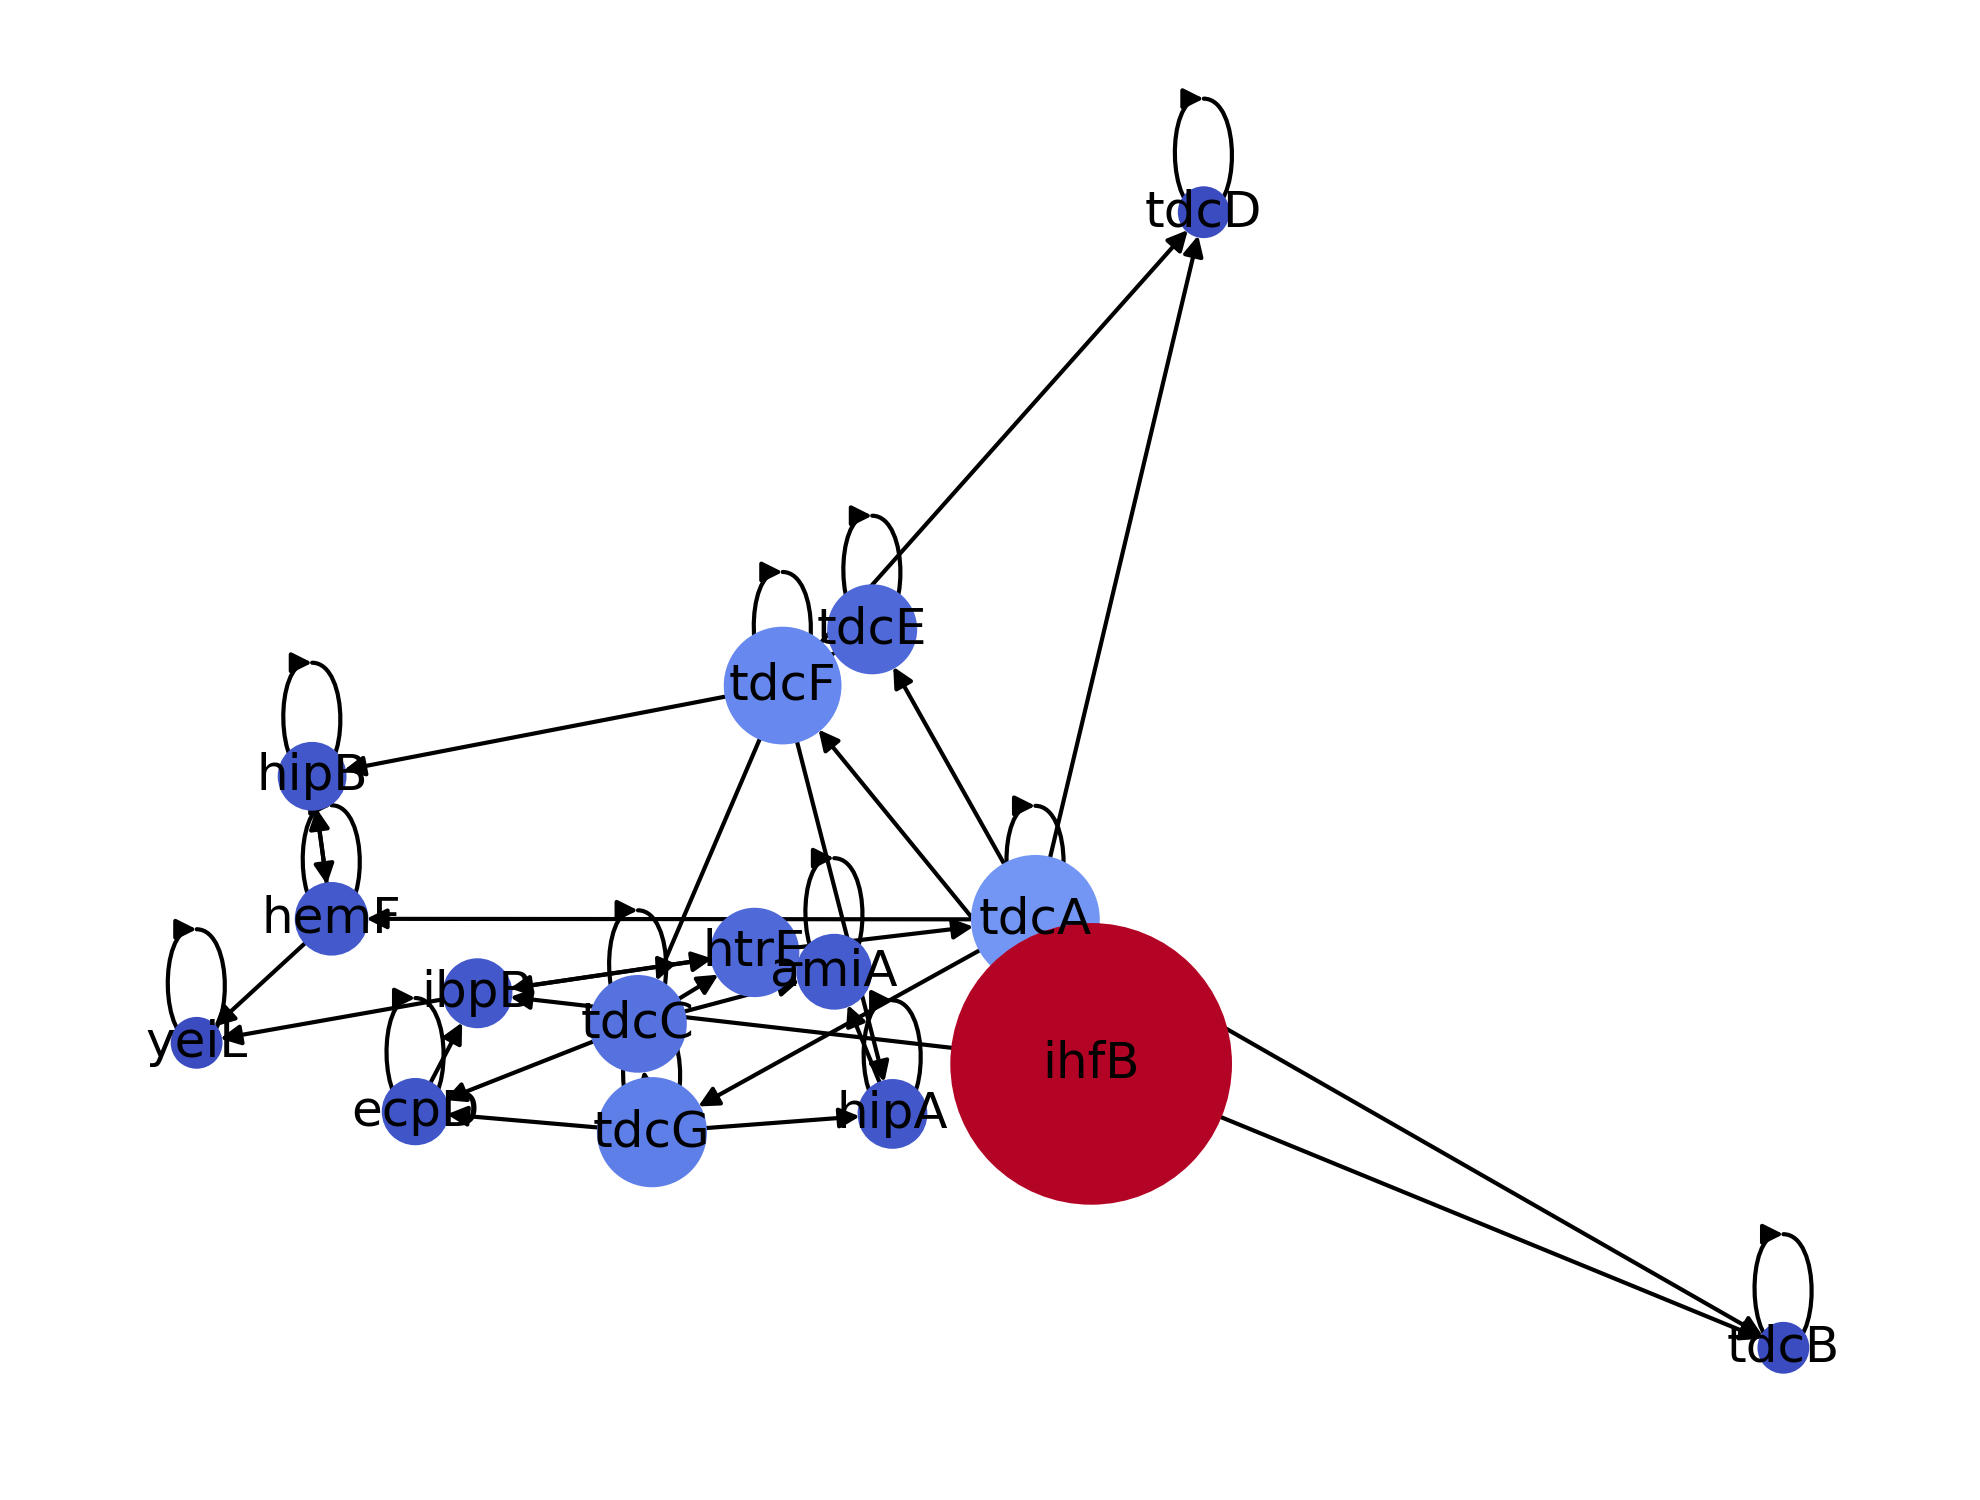 tdcD
tdcE
tdcF
hipB
hemF
tdcA
htrE
amiA
ibpB
tdcC
yeiL
ihfB
ecpD
tdcG
hipA
tdcB